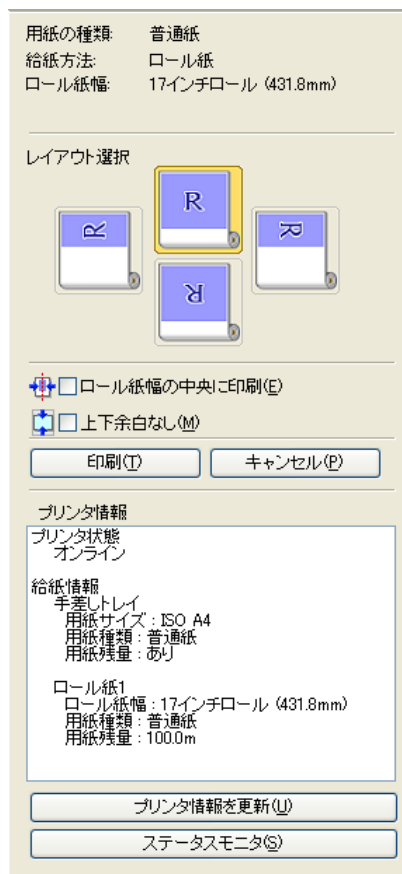 用紙の種類: 普通紙
給紙方法: ロール紙
ロール紙幅: 17インチロール (431.8mm)
レイアウト選択
R
R
R
R
ロール紙幅の中央に印刷(E)
上下余白なし(M)
印刷(T) キャンセル(P)
プリンタ情報
プリンタ状態
オンライン
給紙情報
手差しトレイ
用紙サイズ : ISO A4
用紙種類 : 普通紙
用紙残量 : あり
ロール紙1
ロール紙幅 : 17インチロール (431.8mm)
用紙種類 : 普通紙
用紙残量 : 100.0m
プリンタ情報を更新(U)
ステータスモニタ(S)